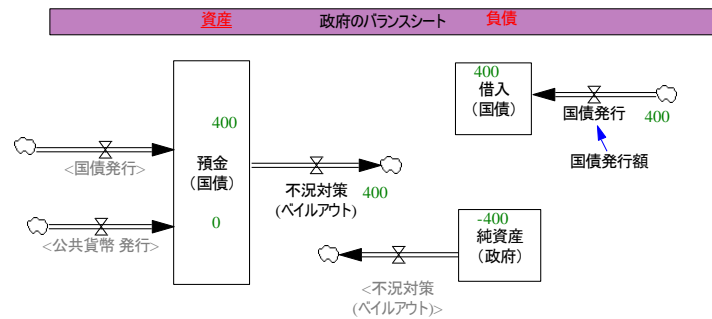 資産 政府のバランスシート 負債
400
預金
(国債)
0
<国債発行>
<公共貨幣 発行>
不況対策
(ベイルアウト)
400
400
借入
(国債)
国債発行
400
国債発行額
-400
純資産
(政府)
<不況対策
(ベイルアウト)>